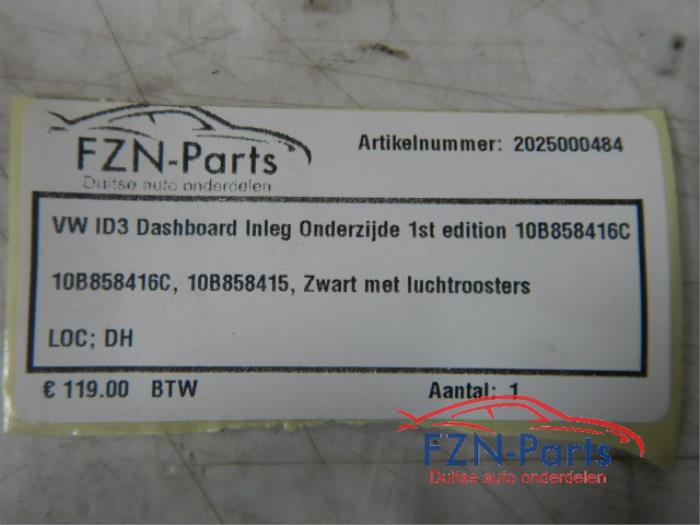 FZN-Parts
Duitse auto onderdelen
Artikelnummer: 2025000484
VW ID3 Dashboard Inleg Onderzijde 1st edition 10B858416C
10B858416C, 10B858415, Zwart met luchtroosters
LOC; DH
€ 119.00 BTW
Aantal: 1
FZN-Parts
Duitse auto onderdelen